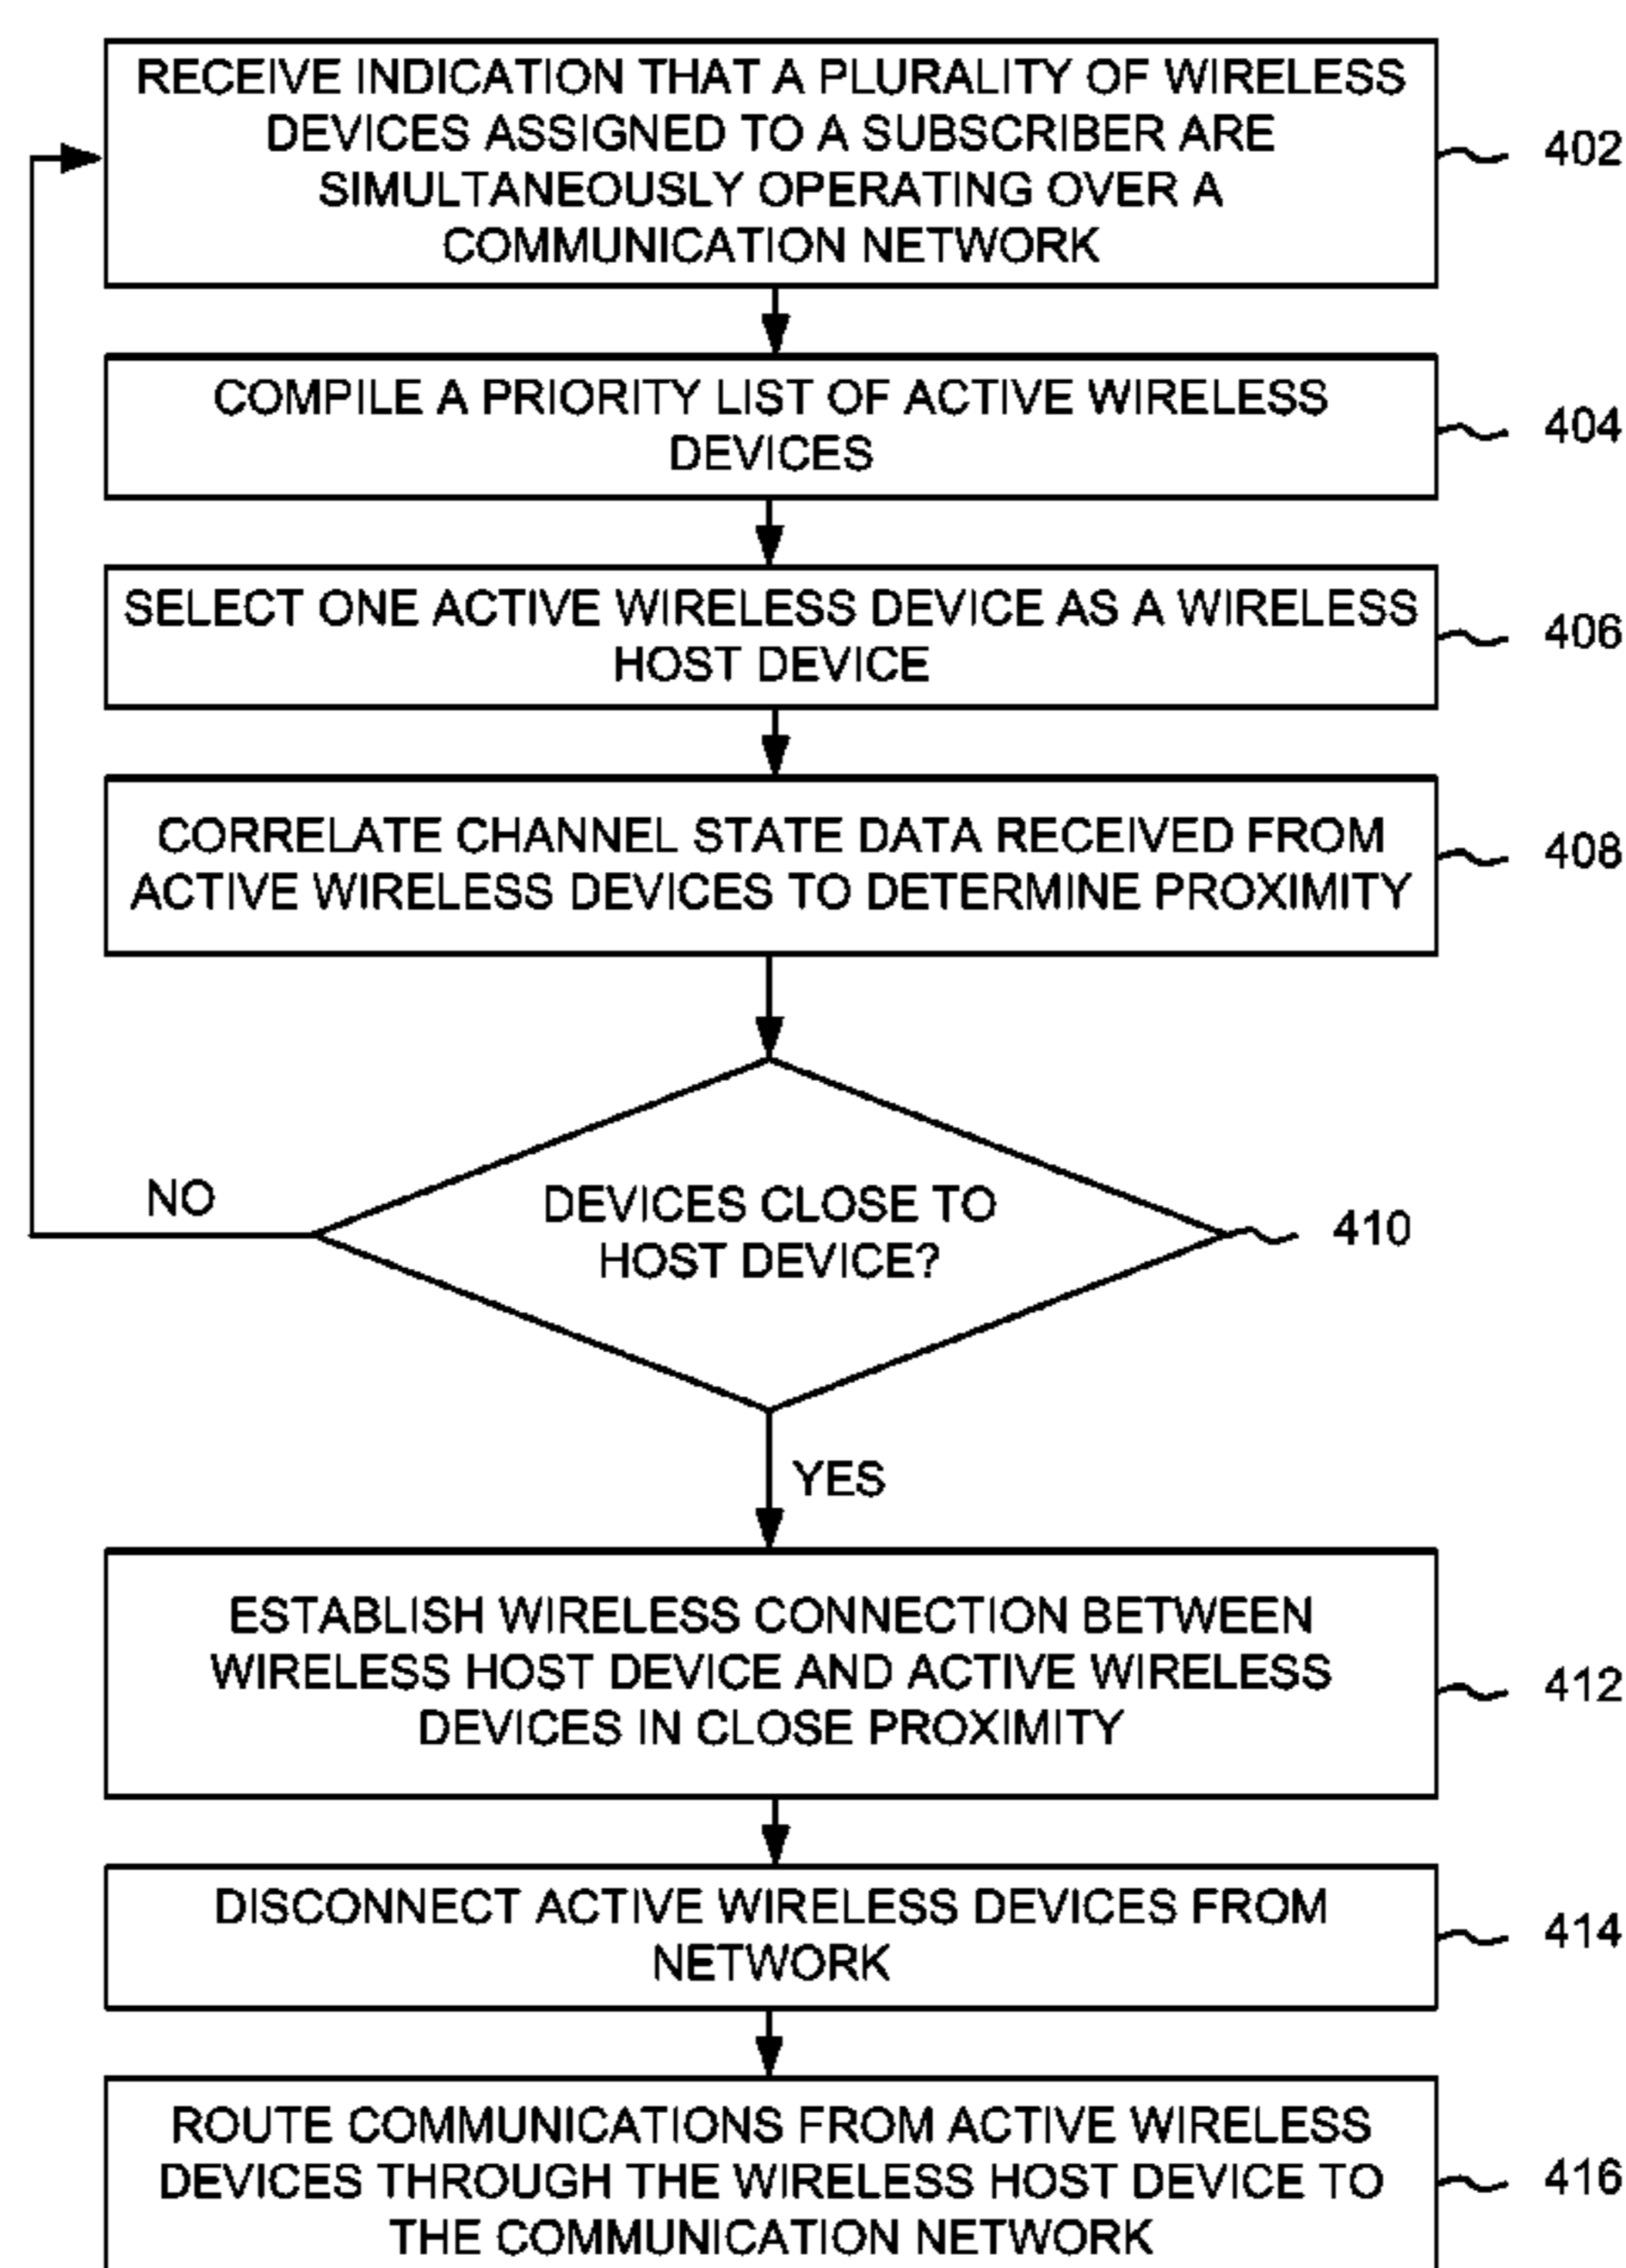 RECEIVE INDICATION THAT A PLURALITY OF WIRELESS
DEVICES ASSIGNED TO A SUBSCRIBER ARE
SIMULTANEOUSLY OPERATING OVER A
COMMUNICATION NETWORK
402
COMPILE A PRIORITY LIST OF ACTIVE WIRELESS
DEVICES
404
SELECT ONE ACTIVE WIRELESS DEVICE AS A WIRELESS
HOST DEVICE
406
CORRELATE CHANNEL STATE DATA RECEIVED FROM
ACTIVE WIRELESS DEVICES TO DETERMINE PROXIMITY
408
NO
DEVICES CLOSE TO
HOST DEVICE?
410
YES
ESTABLISH WIRELESS CONNECTION BETWEEN
WIRELESS HOST DEVICE AND ACTIVE WIRELESS
DEVICES IN CLOSE PROXIMITY
412
DISCONNECT ACTIVE WIRELESS DEVICES FROM
NETWORK
414
ROUTE COMMUNICATIONS FROM ACTIVE WIRELESS
DEVICES THROUGH THE WIRELESS HOST DEVICE TO
THE COMMUNICATION NETWORK
416